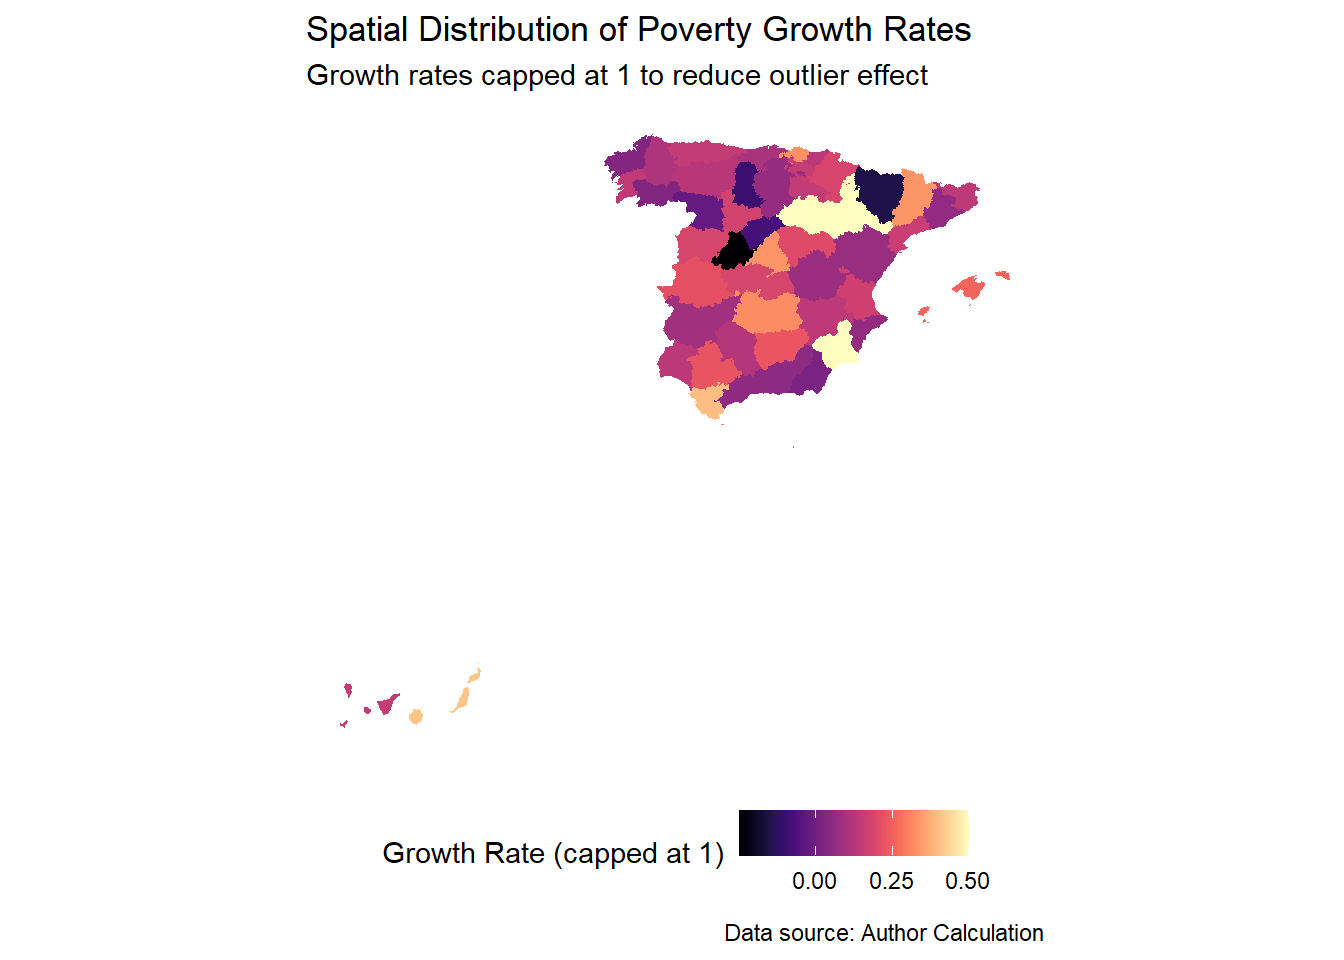 Spatial Distribution of Poverty Growth Rates
Growth rates capped at 1 to reduce outlier effect
Growth Rate (capped at 1)
0.00 0.25 0.50
Data source: Author Calculation